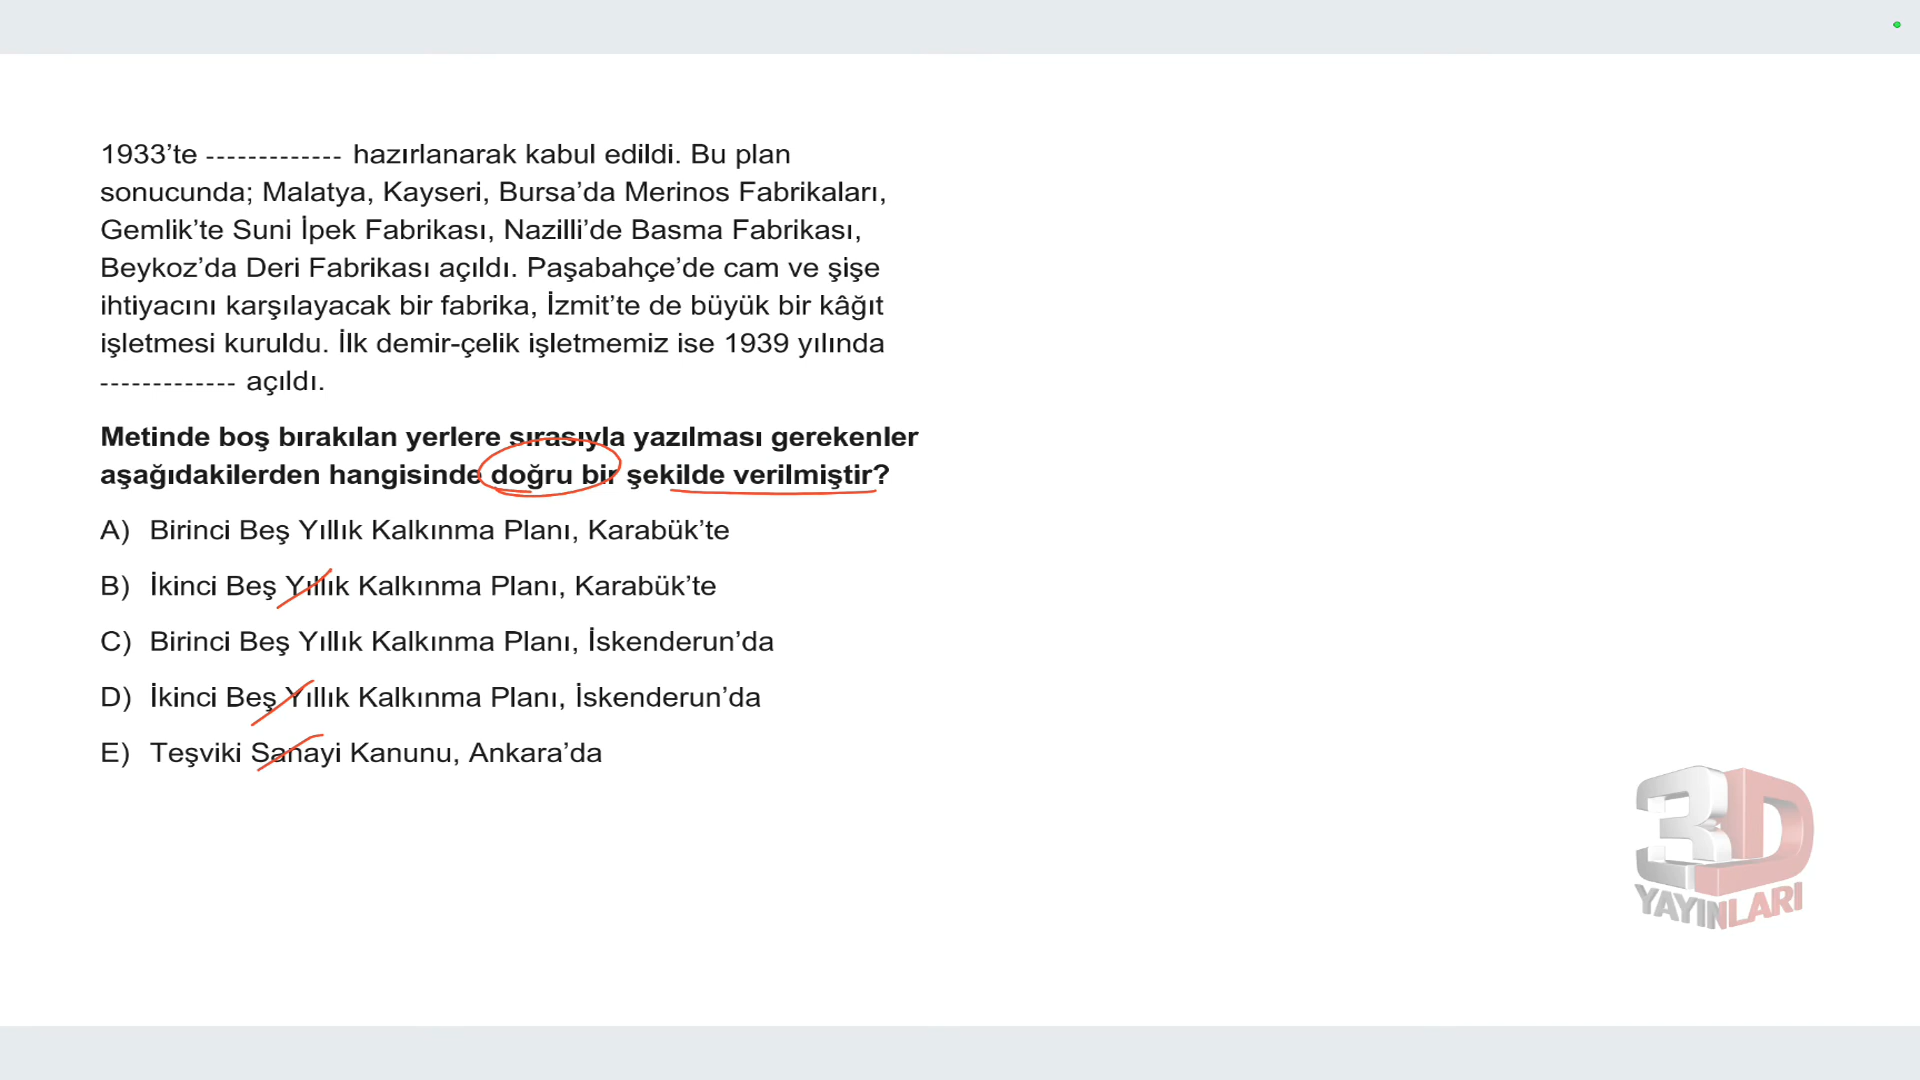 1933’te ------------- hazırlanarak kabul edildi. Bu plan
sonucunda; Malatya, Kayseri, Bursa’da Merinos Fabrikaları,
Gemlik’te Suni İpek Fabrikası, Nazilli’de Basma Fabrikası,
Beykoz’da Deri Fabrikası açıldı. Paşabahçe’de cam ve şişe
ihtiyacını karşılayacak bir fabrika, İzmit’te de büyük bir kâğıt
işletmesi kuruldu. İlk demir-çelik işletmemiz ise 1939 yılında
------------- açıldı.
Metinde boş bırakılan yerlere sırasıyla yazılması gerekenler
aşağıdakilerden hangisinde doğru bir şekilde verilmiştir?
A) Birinci Beş Yıllık Kalkınma Planı, Karabük’te
B) İkinci Beş Yıllık Kalkınma Planı, Karabük’te
C) Birinci Beş Yıllık Kalkınma Planı, İskenderun’da
D) İkinci Beş Yıllık Kalkınma Planı, İskenderun’da
E) Teşviki Sanayi Kanunu, Ankara’da
3D
YAYINLARI